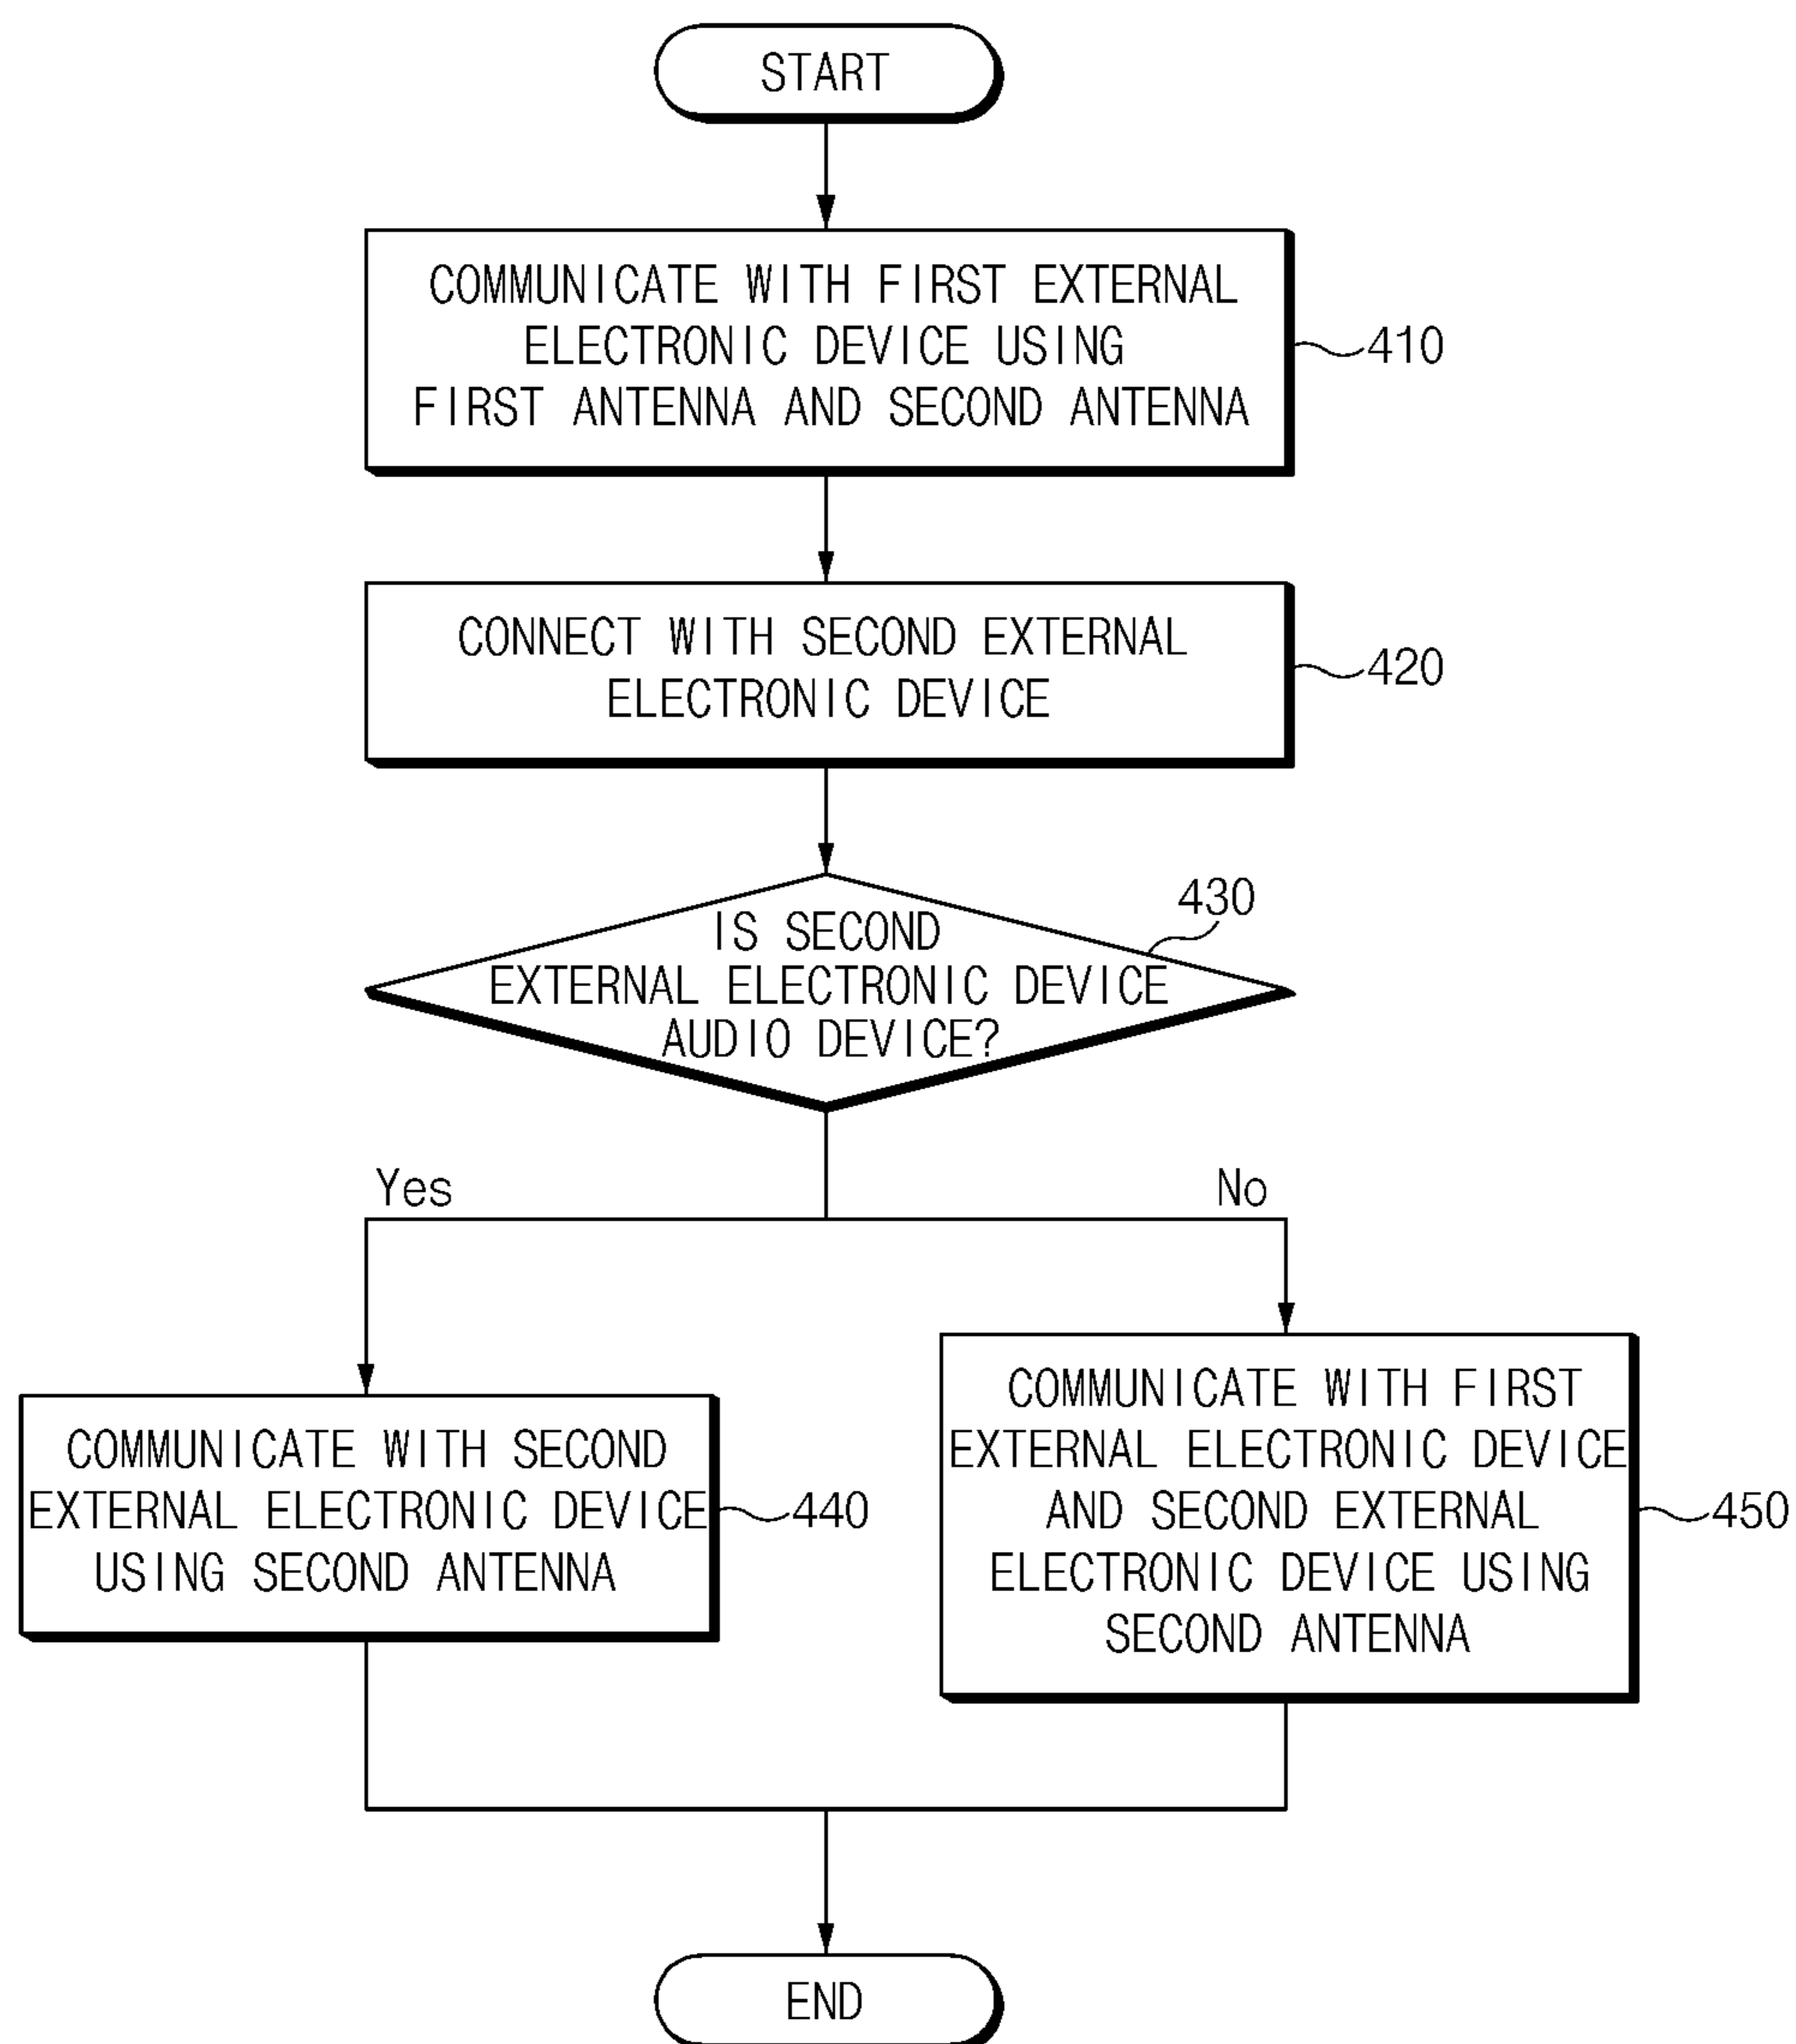 START
COMMUNICATE WITH FIRST EXTERNAL
ELECTRONIC DEVICE USING
FIRST ANTENNA AND SECOND ANTENNA
410
CONNECT WITH SECOND EXTERNAL
ELECTRONIC DEVICE
420
430
IS SECOND
EXTERNAL ELECTRONIC DEVICE
AUDIO DEVICE?
Yes
No
COMMUNICATE WITH SECOND
EXTERNAL ELECTRONIC DEVICE
USING SECOND ANTENNA
440
COMMUNICATE WITH FIRST
EXTERNAL ELECTRONIC DEVICE
AND SECOND EXTERNAL
ELECTRONIC DEVICE USING
SECOND ANTENNA
450
END